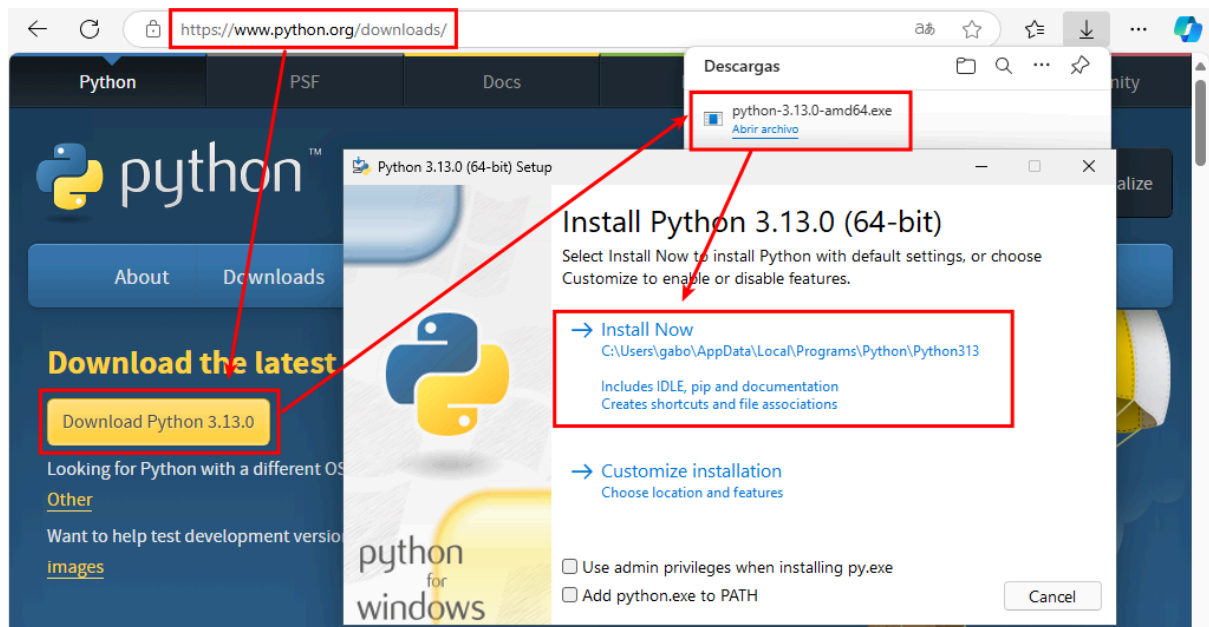 https://www.python.org/downloads/
aあ
Python
PSF
Docs
nity
Descargas
python-3.13.0-amd64.exe
Abrir archivo
python™
alize
About
Downloads
Download the latest
Download Python 3.13.0
Looking for Python with a different OS
Other
Want to help test development versio
images
Python 3.13.0 (64-bit) Setup
Install Python 3.13.0 (64-bit)
Select Install Now to install Python with default settings, or choose
Customize to enable or disable features.
Install Now
C:\Users\gabo\AppData\Local\Programs\Python\Python313
Includes IDLE, pip and documentation
Creates shortcuts and file associations
Customize installation
Choose location and features
Use admin privileges when installing py.exe
Add python.exe to PATH
Cancel
python
for
windows